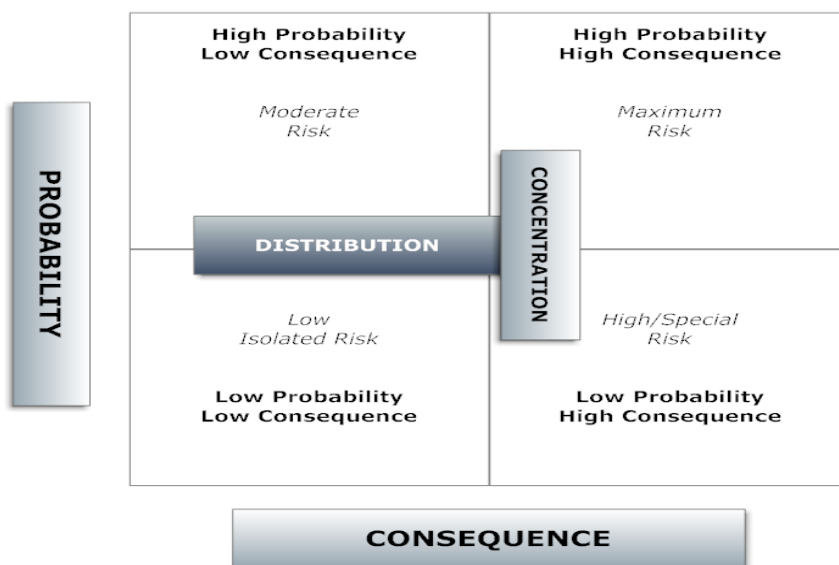 High Probability
Low Consequence
High Probability
High Consequence
Moderate
Risk
Maximum
Risk
PROBABILITY
CONCENTRATION
DISTRIBUTION
Low
Isolated Risk
High/Special
Risk
Low Probability
Low Consequence
Low Probability
High Consequence
CONSEQUENCE